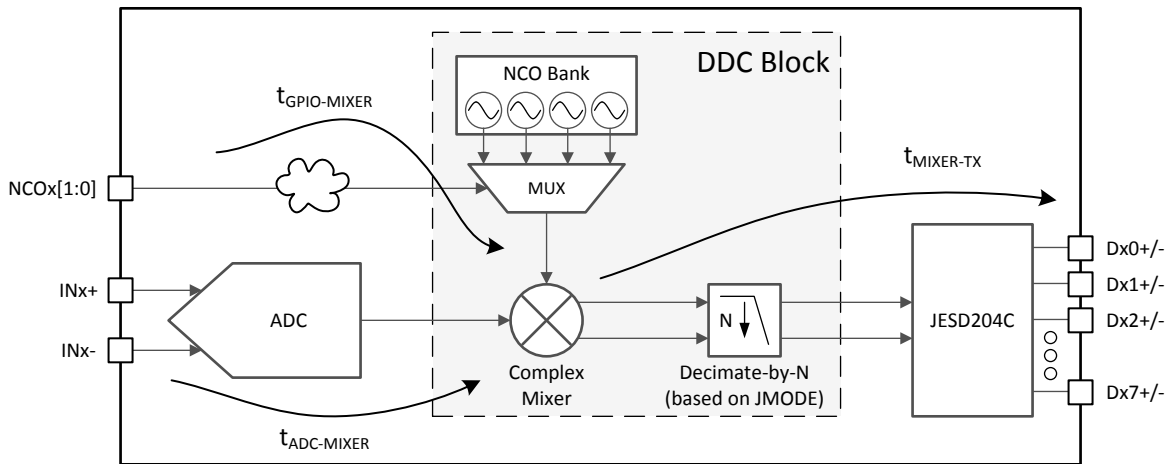 DDC Block
NCO Bank
tGPIO-MIXER
MUX
tMIXER-TX
NCOx[1:0]
INx+
INx-
ADC
N
JESD204C
Dx0+/-
Dx1+/-
Dx2+/-
Dx7+/-
Complex
Mixer
Decimate-by-N
(based on JMODE)
tADC-MIXER